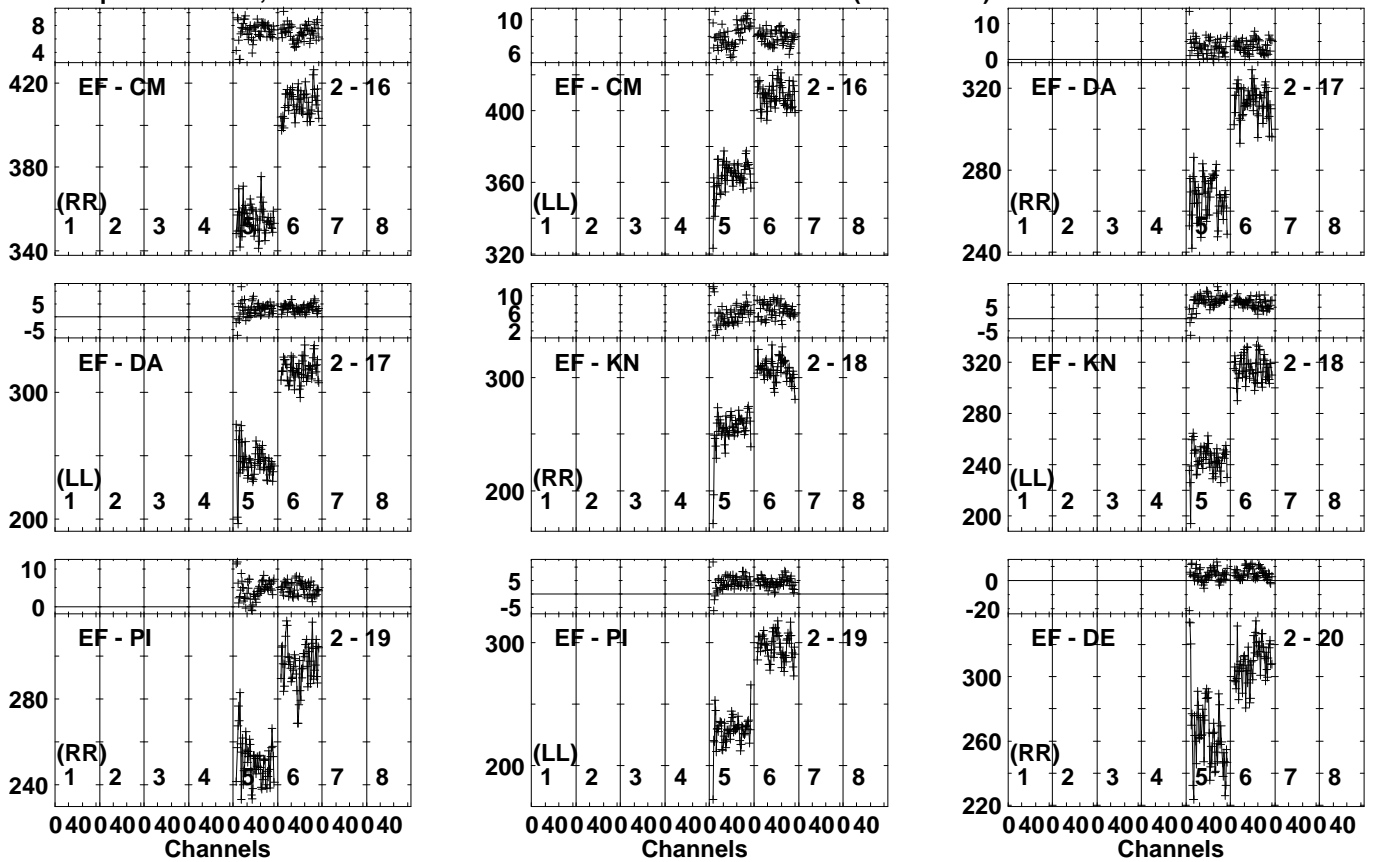 8
4
420
380
340
EF - CM
2 - 16
(RR)
1 2 3 4 5 6 7 8
10
6
400
360
320
EF - CM
2 - 16
(LL)
1 2 3 4 5 6 7 8
10
0
320
280
240
EF - DA
2 - 17
(RR)
1 2 3 4 5 6 7 8
5
-5
300
200
EF - DA
2 - 17
(LL)
1 2 3 4 5 6 7 8
10
6
2
300
200
EF - KN
2 - 18
(RR)
1 2 3 4 5 6 7 8
5
-5
320
280
240
200
EF - KN
2 - 18
(LL)
1 2 3 4 5 6 7 8
10
0
280
240
EF - PI
2 - 19
(RR)
1 2 3 4 5 6 7 8
5
-5
300
200
EF - PI
2 - 19
(LL)
1 2 3 4 5 6 7 8
0
-20
300
260
220
EF - DE
2 - 20
(RR)
1 2 3 4 5 6 7 8
0 40 0 40 0 40 0 40 0 40 0 40 0 40 0 40
Channels
0 40 0 40 0 40 0 40 0 40 0 40 0 40 0 40
Channels
0 40 0 40 0 40 0 40 0 40 0 40 0 40 0 40
Channels